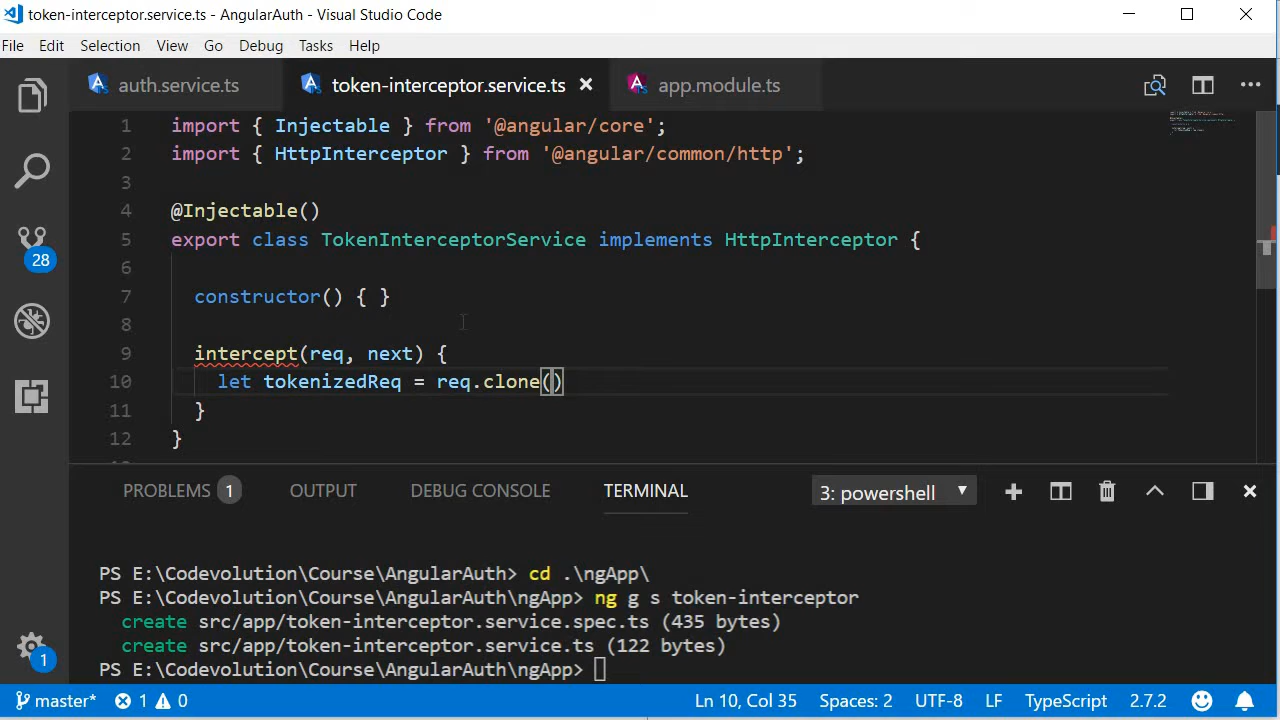 token-interceptor.service.ts - AngularAuth - Visual Studio Code
File Edit Selection View Go Debug Tasks Help
auth.service.ts token-interceptor.service.ts app.module.ts
1 import { Injectable } from '@angular/core';
2 import { HttpInterceptor } from '@angular/common/http';
3
4 @Injectable()
5 export class TokenInterceptorService implements HttpInterceptor {
6
7 constructor() { }
8
9 intercept(req, next) {
10 let tokenizedReq = req.clone()
11 }
12 }
28
PROBLEMS 1 OUTPUT DEBUG CONSOLE TERMINAL 3: powershell
PS E:\Codevolution\Course\AngularAuth> cd .\ngApp\
PS E:\Codevolution\Course\AngularAuth\ngApp> ng g s token-interceptor
create src/app/token-interceptor.service.spec.ts (435 bytes)
create src/app/token-interceptor.service.ts (122 bytes)
PS E:\Codevolution\Course\AngularAuth\ngApp>
1
master* 1 0 Ln 10, Col 35 Spaces: 2 UTF-8 LF TypeScript 2.7.2